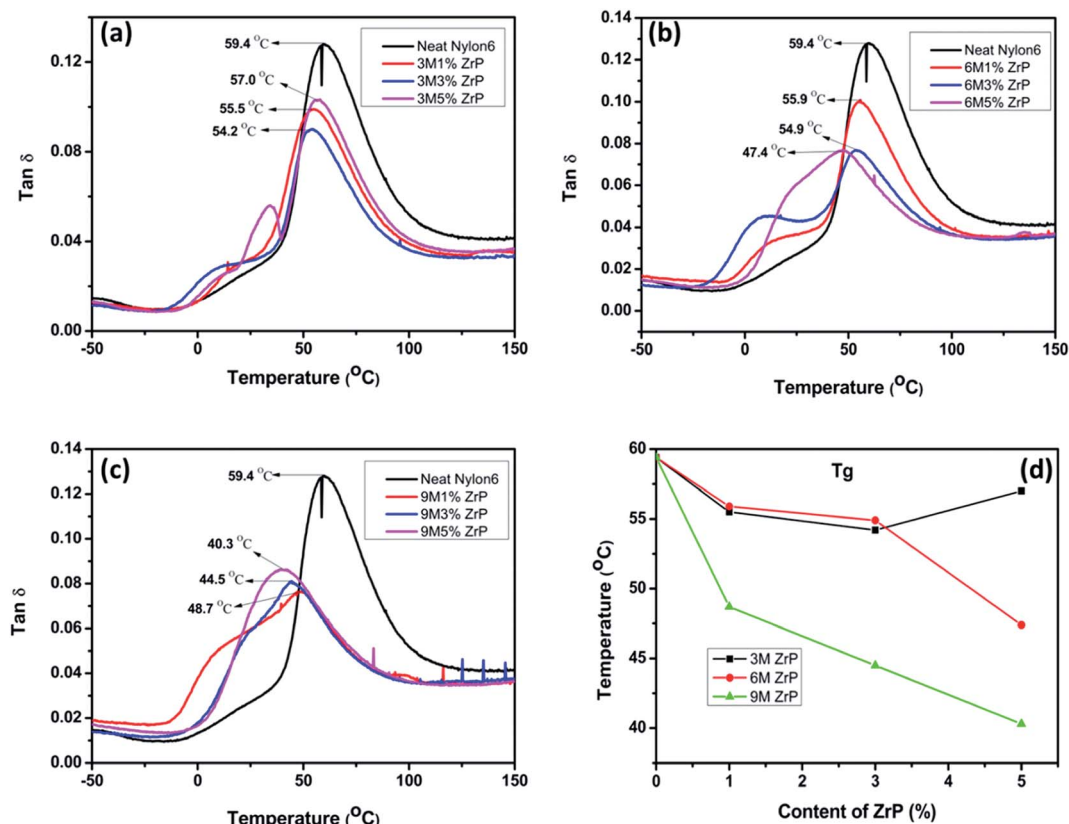 (a)
59.4 °C
57.0 °C
55.5 °C
54.2 °C
Neat Nylon6
3M1% ZrP
3M3% ZrP
3M5% ZrP
0.12
0.08
0.04
0.00
Tan δ
-50
0
50
100
150
Temperature (°C)
(b)
59.4 °C
55.9 °C
54.9 °C
47.4 °C
Neat Nylon6
6M1% ZrP
6M3% ZrP
6M5% ZrP
0.14
0.12
0.10
0.08
0.06
0.04
0.02
0.00
Tan δ
-50
0
50
100
150
Temperature (°C)
(c)
59.4 °C
40.3 °C
44.5 °C
48.7 °C
Neat Nylon6
9M1% ZrP
9M3% ZrP
9M5% ZrP
0.14
0.12
0.10
0.08
0.06
0.04
0.02
0.00
Tan δ
-50
0
50
100
150
Temperature (°C)
Tg
(d)
60
55
50
45
40
Temperature (°C)
3M ZrP
6M ZrP
9M ZrP
0
1
2
3
4
5
Content of ZrP (%)